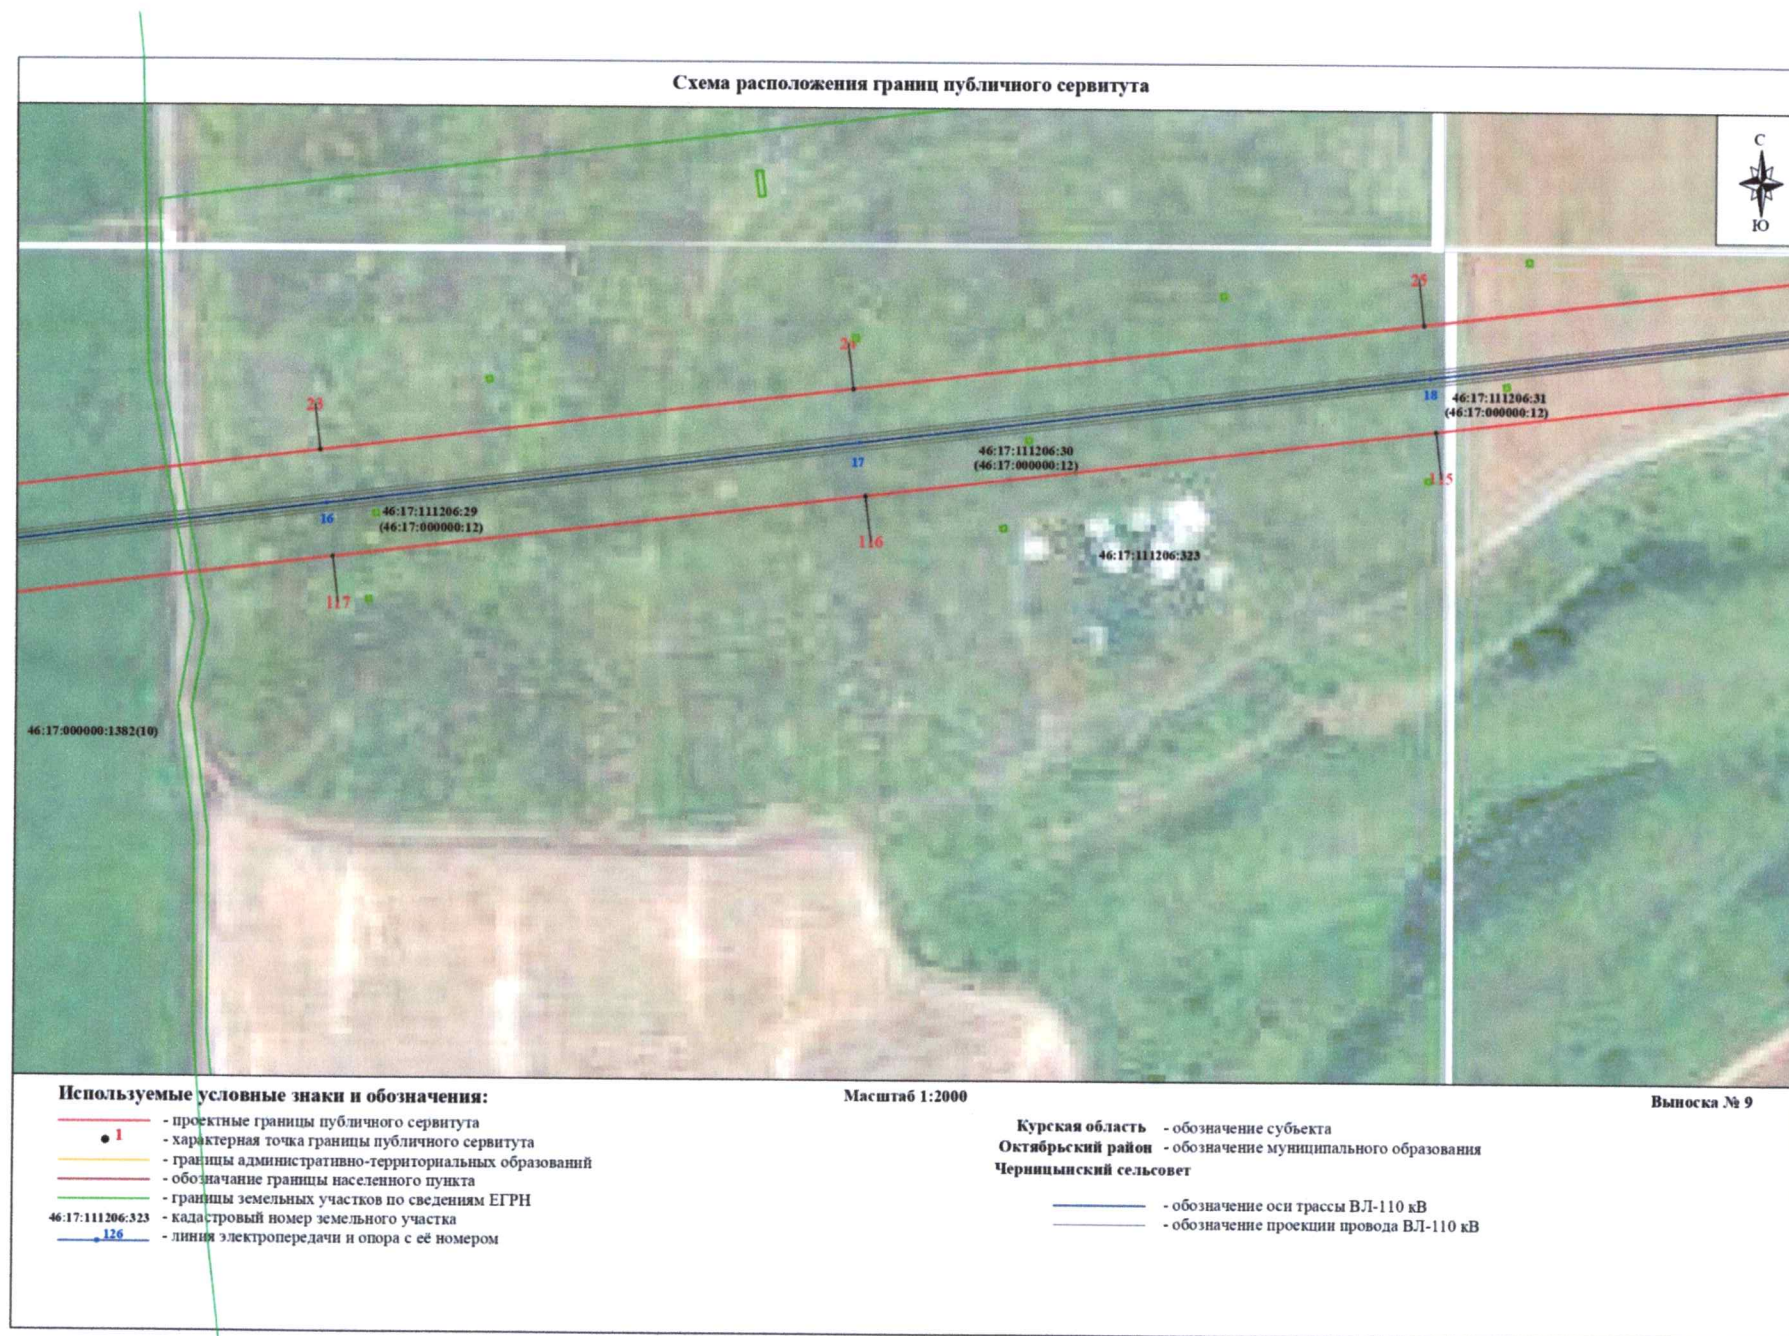 Схема расположения границ публичного сервитута
С
Ю
25
24
23
18
46:17:111206:31
(46:17:000000:12)
46:17:111206:30
(46:17:000000:12)
17
115
16
46:17:111206:29
(46:17:000000:12)
116
46:17:111206:323
117
46:17:000000:1382(10)
Используемые условные знаки и обозначения:
- проектные границы публичного сервитута
1 - характерная точка границы публичного сервитута
- границы административно-территориальных образований
- обозначание границы населенного пункта
- границы земельных участков по сведениям ЕГРН
46:17:111206:323 - кадастровый номер земельного участка
126 - линия электропередачи и опора с её номером
Масштаб 1:2000
Выноска № 9
Курская область - обозначение субъекта
Октябрьский район - обозначение муниципального образования
Черницынский сельсовет
- обозначение оси трассы ВЛ-110 кВ
- обозначение проекции провода ВЛ-110 кВ